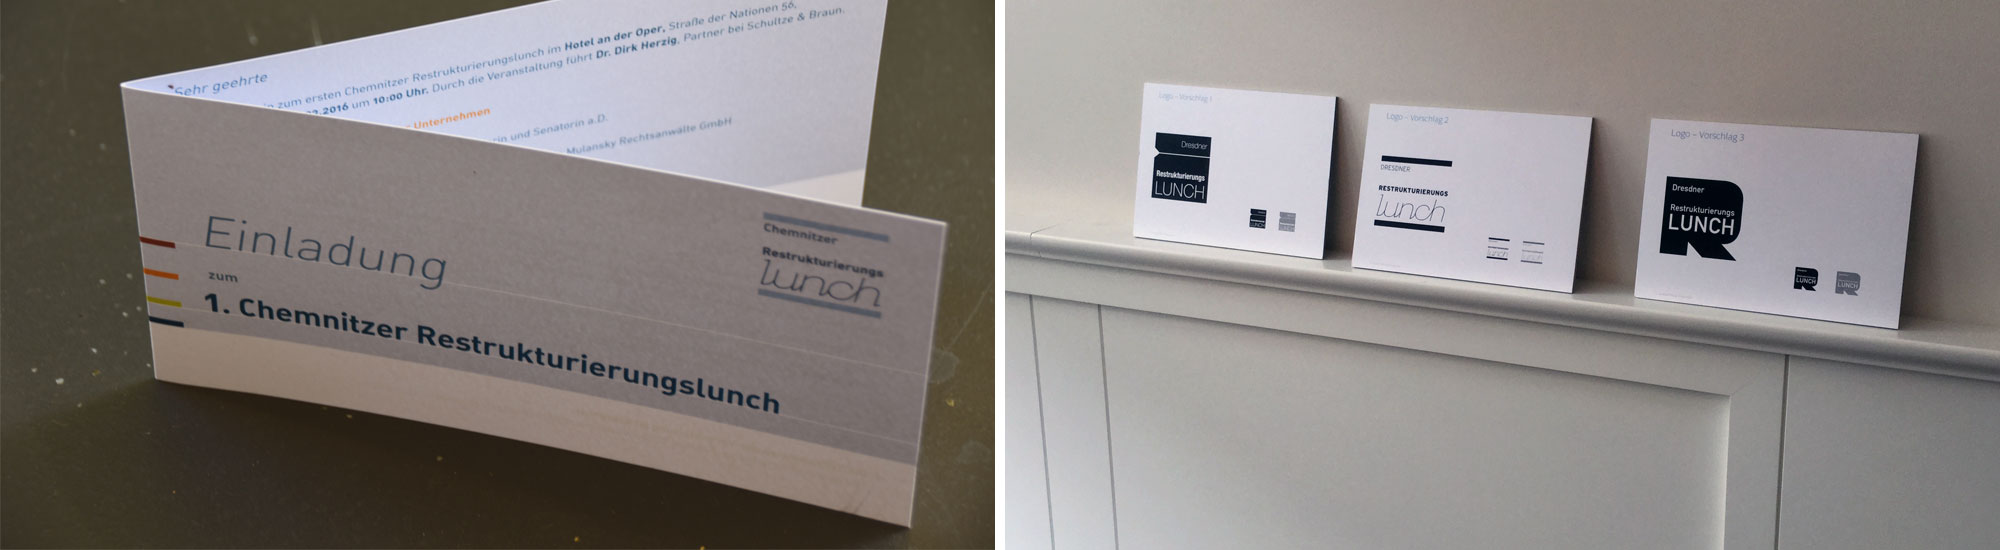 Sehr geehrte
zum ersten Chemnitzer Restrukturierungslunch im Hotel an der Oper, Straße der Nationen 56,
.2016 um 10:00 Uhr. Durch die Veranstaltung führt Dr. Dirk Herzig, Partner bei Schultze & Braun.
Unternehmen
und Senatorin a.D.
Mulansky Rechtsanwälte GmbH
Einladung
zum
1. Chemnitzer Restrukturierungslunch
Chemnitzer
Restrukturierungs
lunch
Logo – Vorschlag 1
Dresdner
Restrukturierungs
LUNCH
Logo – Vorschlag 2
DRESDNER
RESTRUKTURIERUNGS
lunch
Logo – Vorschlag 3
Dresdner
Restrukturierungs
LUNCH
LUNCH
LUNCH